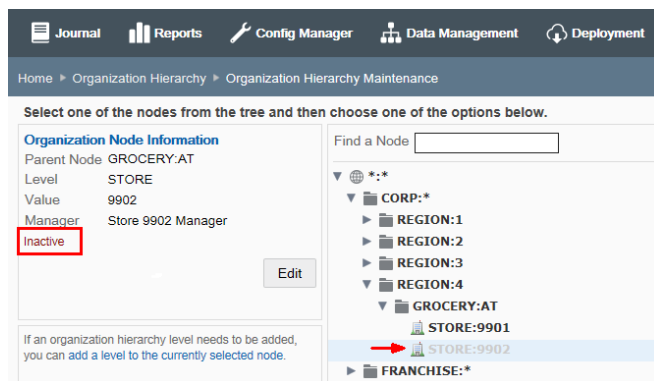 Journal Reports Config Manager Data Management Deployment
Home Organization Hierarchy Organization Hierarchy Maintenance
Select one of the nodes from the tree and then choose one of the options below.
Organization Node Information
Parent Node GROCERY:AT
Level STORE
Value 9902
Manager Store 9902 Manager
Inactive
Edit
If an organization hierarchy level needs to be added,
you can add a level to the currently selected node.
Find a Node
*:*
CORP:*
REGION:1
REGION:2
REGION:3
REGION:4
GROCERY:AT
STORE:9901
STORE:9902
FRANCHISE:*